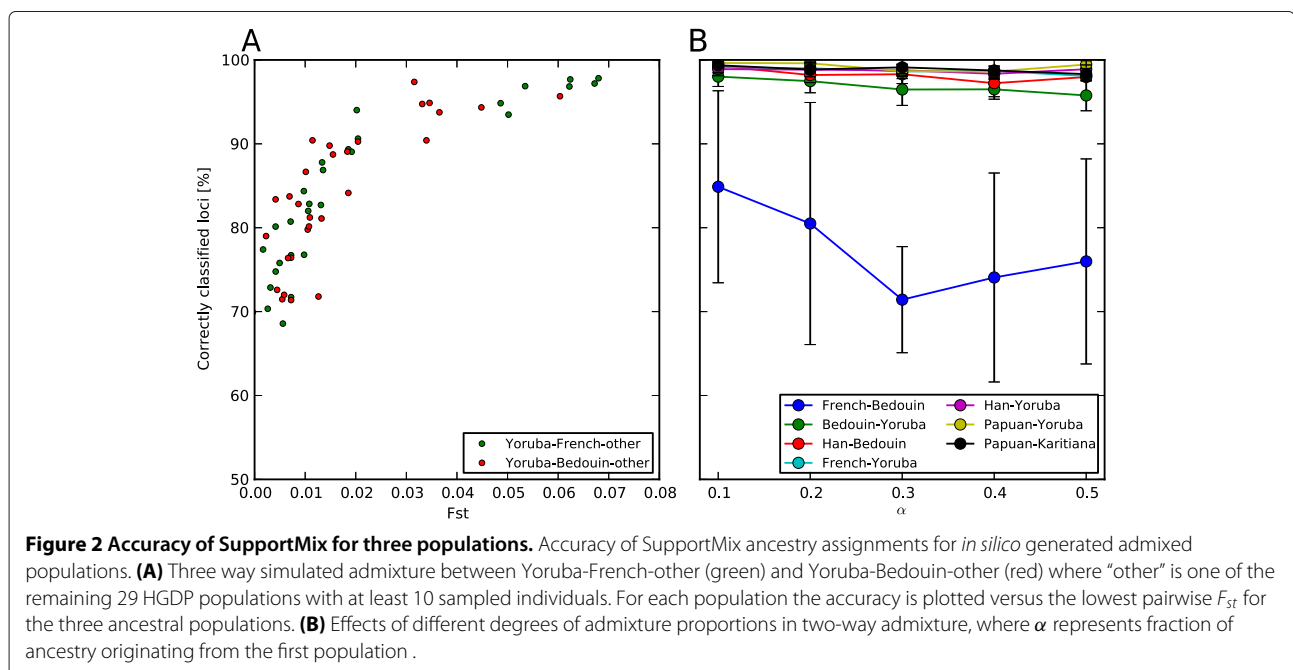 A
B
100
90
80
70
60
50
Correctly classified loci [%]
0.00 0.01 0.02 0.03 0.04 0.05 0.06 0.07 0.08
Fst
Yoruba-French-other
Yoruba-Bedouin-other
French-Bedouin
Bedouin-Yoruba
Han-Bedouin
French-Yoruba
Han-Yoruba
Papuan-Yoruba
Papuan-Karitiana
0.1 0.2 0.3 0.4 0.5
α
Figure 2 Accuracy of SupportMix for three populations. Accuracy of SupportMix ancestry assignments for in silico generated admixed
populations. (A) Three way simulated admixture between Yoruba-French-other (green) and Yoruba-Bedouin-other (red) where “other” is one of the
remaining 29 HGDP populations with at least 10 sampled individuals. For each population the accuracy is plotted versus the lowest pairwise Fst for
the three ancestral populations. (B) Effects of different degrees of admixture proportions in two-way admixture, where α represents fraction of
ancestry originating from the first population .